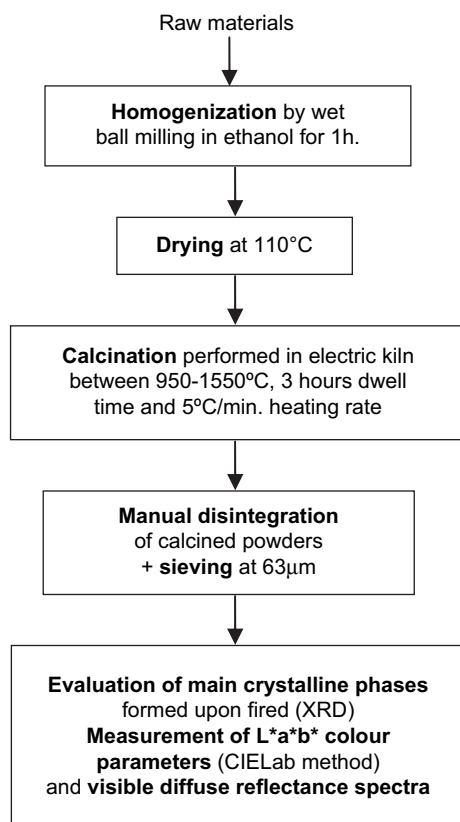 Raw materials
Homogenization by wet
ball milling in ethanol for 1h.
Drying at 110°C
Calcination performed in electric kiln
between 950-1550ºC, 3 hours dwell
time and 5ºC/min. heating rate
Manual disintegration
of calcined powders
+ sieving at 63μm
Evaluation of main crystalline phases
formed upon fired (XRD)
Measurement of L*a*b* colour
parameters (CIELab method)
and visible diffuse reflectance spectra